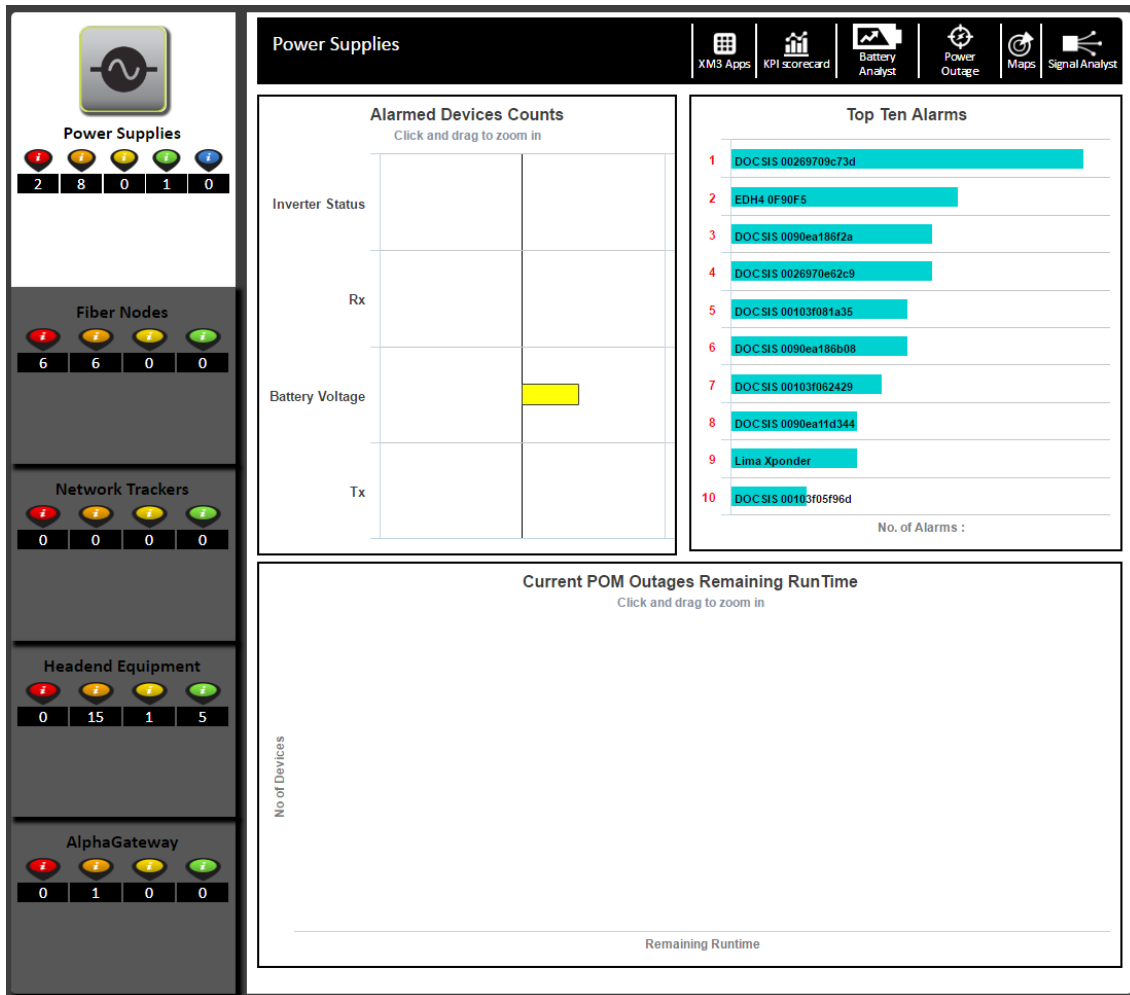 Power Supplies
2 8 0 1 0
Fiber Nodes
6 6 0 0
Network Trackers
0 0 0 0
Headend Equipment
0 15 1 5
AlphaGateway
0 1 0 0
Power Supplies
XM3 Apps
KPI scorecard
Battery
Analyst
Power
Outage
Maps
Signal Analyst
Alarmed Devices Counts
Click and drag to zoom in
Inverter Status
Rx
Battery Voltage
Tx
Top Ten Alarms
1 DOCSIS 00269709c73d
2 EDH4 0F90F5
3 DOCSIS 0090ea186f2a
4 DOCSIS 0026970e62c9
5 DOCSIS 00103f081a35
6 DOCSIS 0090ea186b08
7 DOCSIS 00103f062429
8 DOCSIS 0090ea11d344
9 Lima Xponder
10 DOCSIS 00103f05f96d
No. of Alarms :
Current POM Outages Remaining RunTime
Click and drag to zoom in
No of Devices
Remaining Runtime